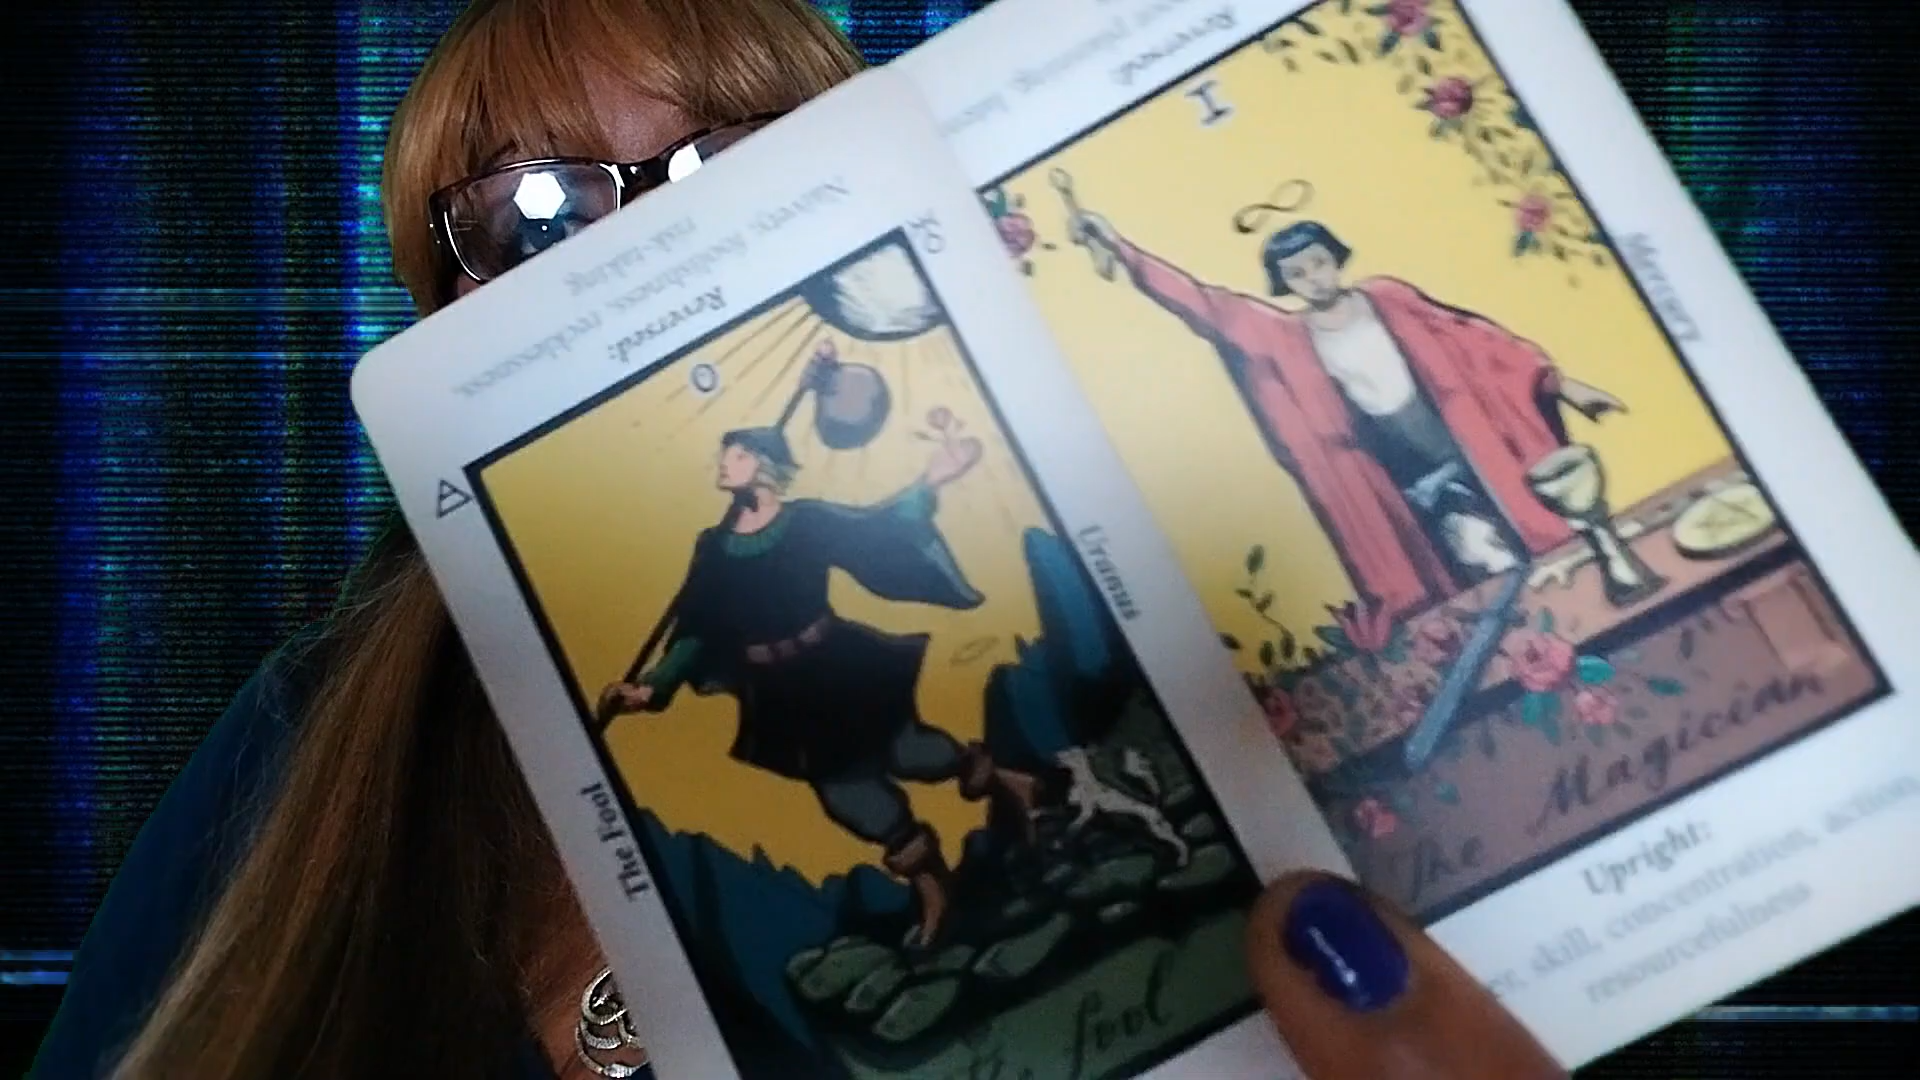 Naivety, foolishness, recklessness,
risk-taking
Reversed:
0
Uranus
The Fool
the fool
Reversed
I
Mercury
The Magician
Upright:
skill, concentration, action,
resourcefulness